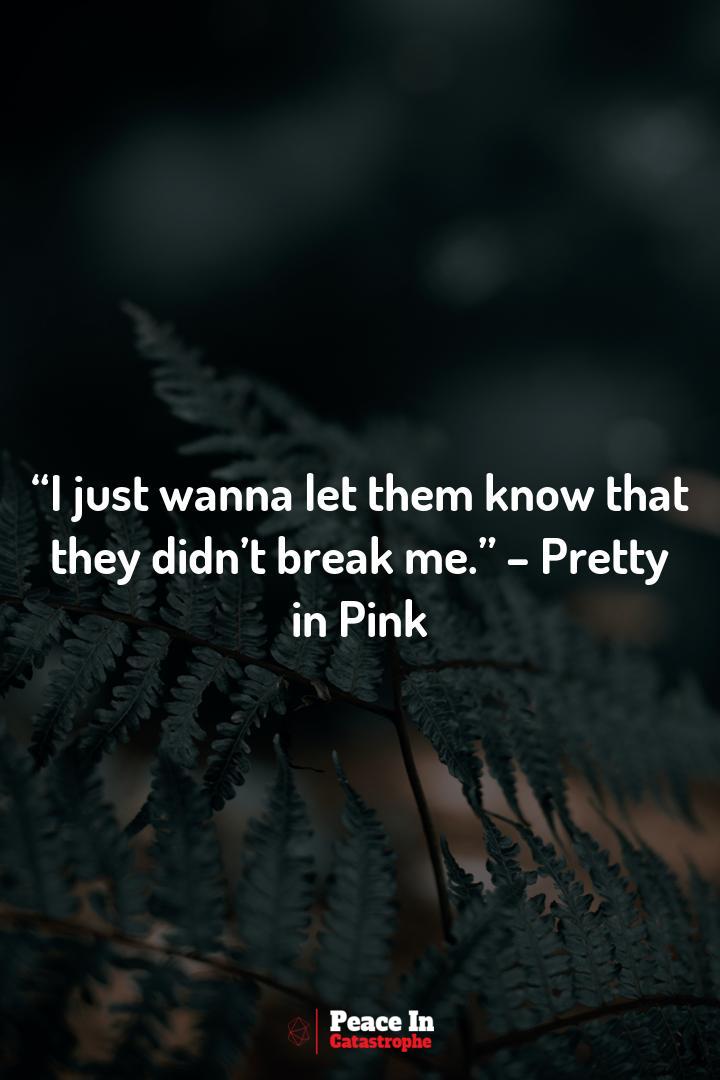 “I just wanna let them know that
they didn’t break me.” – Pretty
in Pink
Peace In
Catastrophe